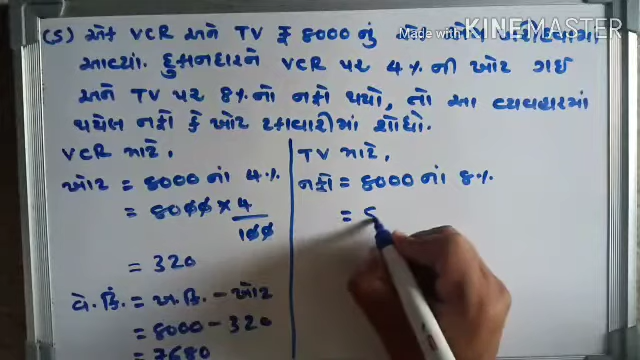 (5) એક VCR અને TV ₹ 8000 નું
Made with KINEMASTER
આવ્યાં. દુકાનદારને VCR પર 4% ની ખોટ ગઈ
અને TV પર 8% નો નફો થયો, તો આ વ્યવહારમાં
થયેલ નફો કે ખોટ ટકાવારીમાં શોધો.
VCR માટે,
ખોટ = 8000 નાં 4%
= 8000 × 4
100
= 320
વે.કિં. = ખ.કિ. - ખોટ
= 8000 - 320
= 7680
TV માટે,
નફો = 8000 નાં 8%
=